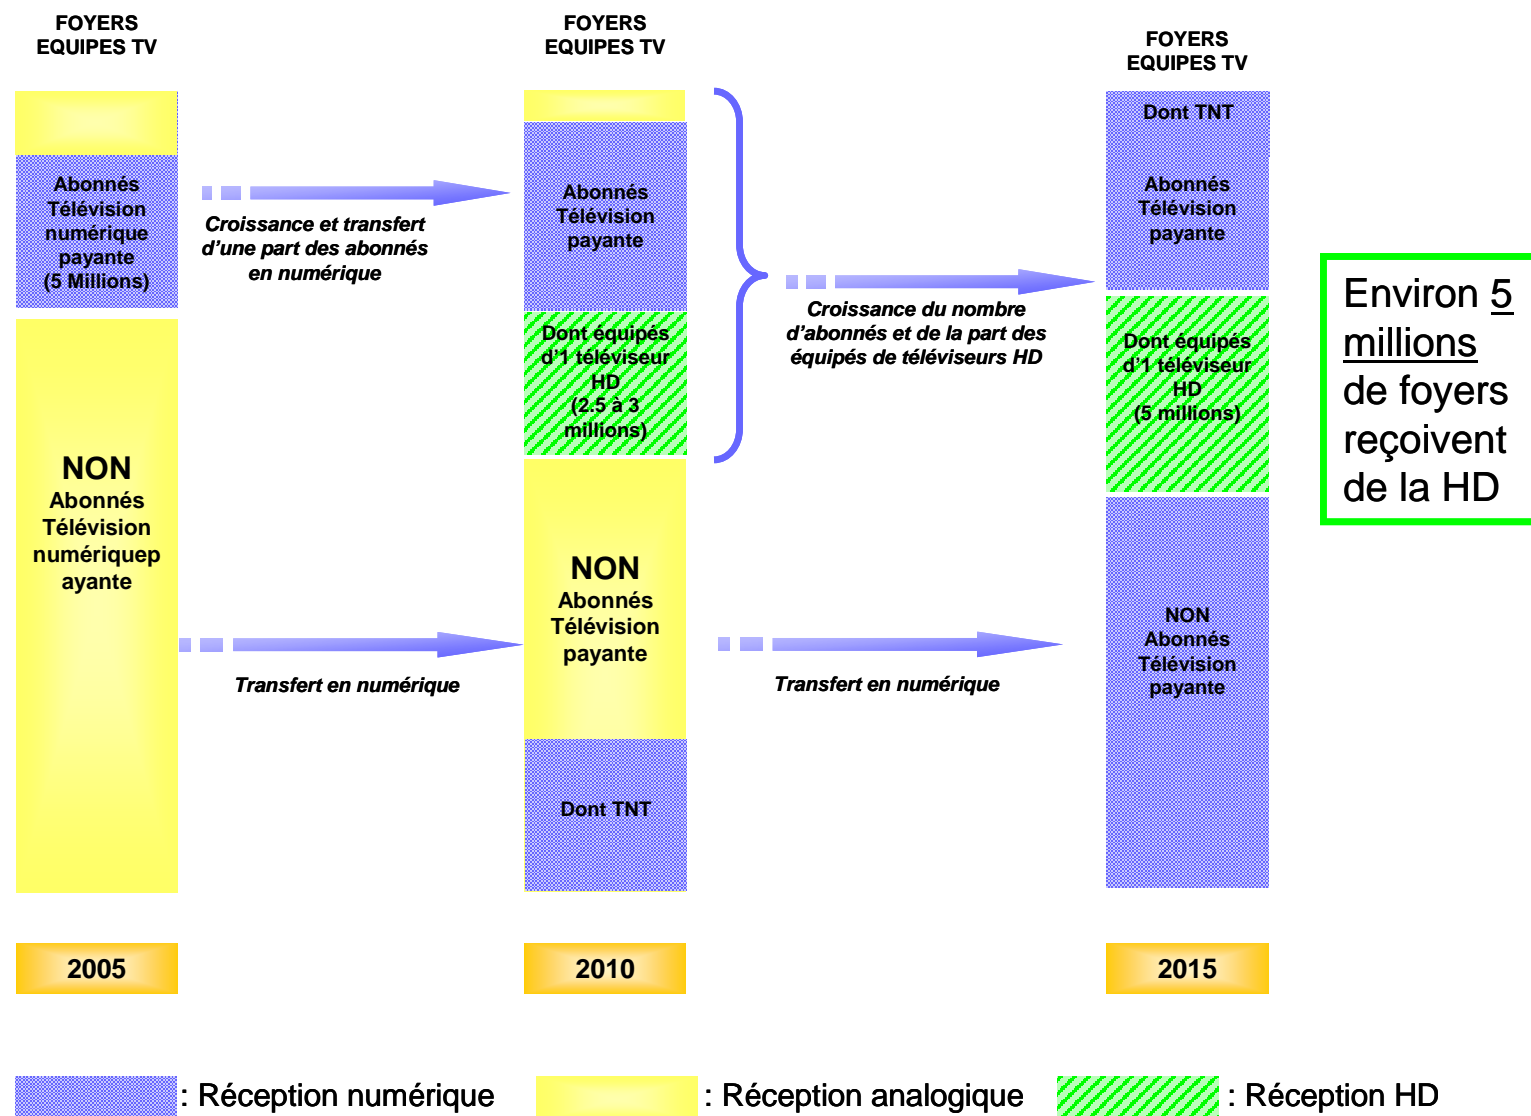 FOYERS
EQUIPES TV
Abonnés
Télévision
numérique
payante
(5 Millions)
NON
Abonnés
Télévision
numériquep
ayante
2005
Croissance et transfert
d'une part des abonnés
en numérique
Transfert en numérique
FOYERS
EQUIPES TV
Abonnés
Télévision
payante
Dont équipés
d'1 téléviseur
HD
(2.5 à 3
millions)
NON
Abonnés
Télévision
payante
Dont TNT
2010
Croissance du nombre
d'abonnés et de la part des
équipés de téléviseurs HD
Transfert en numérique
FOYERS
EQUIPES TV
Dont TNT
Abonnés
Télévision
payante
Dont équipés
d'1 téléviseur
HD
(5 millions)
NON
Abonnés
Télévision
payante
2015
Environ 5
millions
de foyers
reçoivent
de la HD
: Réception numérique
: Réception analogique
: Réception HD